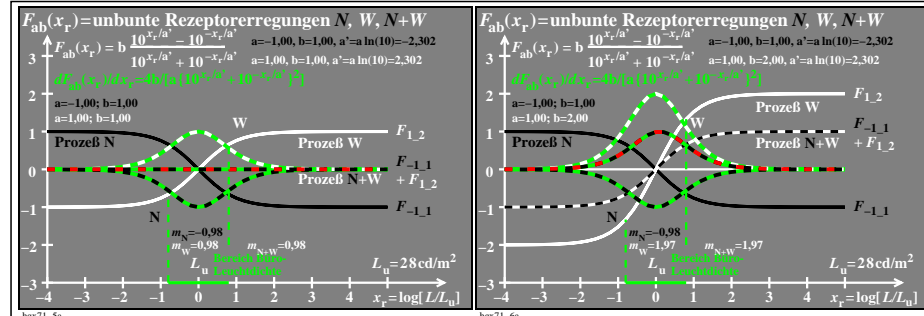 F_ab(x_r)=unbunte Rezeptorerregungen N, W, N+W
F_ab(x_r) = b (10^{x_r/a'} – 10^{-x_r/a'}) / (10^{x_r/a'} + 10^{-x_r/a'})
a=−1,00, b=1,00, a'=a ln(10)=−2,302
a=1,00, b=1,00, a'=a ln(10)=2,302
dF_ab(x_r)/dx_r=4b/[a{10^{x_r/a'}+10^{-x_r/a'}}²]
a=−1,00; b=1,00
a=1,00; b=1,00
3
2
1
0
−1
−2
−3
W
F_1_2
Prozeß N
Prozeß W
F_-1_1
+ F_1_2
Prozeß N+W
F_-1_1
N
m_N=−0,98
m_W=0,98
m_N+W=0,98
Bereich Büro-
Leuchtdichte
L_u
L_u=28cd/m²
−4 −3 −2 −1 0 1 2 3 4
x_r=log[L/L_u]
F_ab(x_r)=unbunte Rezeptorerregungen N, W, N+W
F_ab(x_r) = b (10^{x_r/a'} – 10^{-x_r/a'}) / (10^{x_r/a'} + 10^{-x_r/a'})
a=−1,00, b=1,00, a'=a ln(10)=−2,302
a=1,00, b=2,00, a'=a ln(10)=2,302
dF_ab(x_r)/dx_r=4b/[a{10^{x_r/a'}+10^{-x_r/a'}}²]
a=−1,00; b=1,00
a=1,00; b=2,00
3
2
1
0
−1
−2
−3
W
F_1_2
Prozeß W
Prozeß N
F_-1_1
+ F_1_2
Prozeß N+W
F_-1_1
N
m_N=−0,98
m_W=1,97
m_N+W=1,97
Bereich Büro-
Leuchtdichte
L_u
L_u=28cd/m²
−4 −3 −2 −1 0 1 2 3 4
x_r=log[L/L_u]